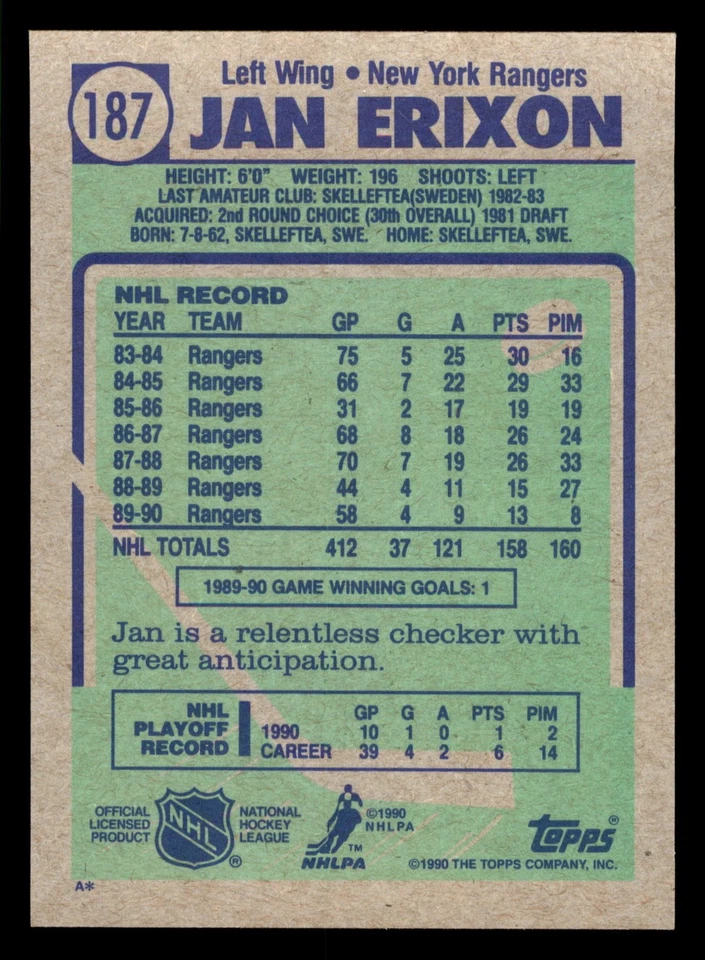 187
Left Wing • New York Rangers
JAN ERIXON
HEIGHT: 6'0" WEIGHT: 196 SHOOTS: LEFT
LAST AMATEUR CLUB: SKELLEFTEA(SWEDEN) 1982-83
ACQUIRED: 2nd ROUND CHOICE (30th OVERALL) 1981 DRAFT
BORN: 7-8-62, SKELLEFTEA, SWE. HOME: SKELLEFTEA, SWE.
NHL RECORD
YEAR TEAM GP G A PTS PIM
83-84 Rangers 75 5 25 30 16
84-85 Rangers 66 7 22 29 33
85-86 Rangers 31 2 17 19 19
86-87 Rangers 68 8 18 26 24
87-88 Rangers 70 7 19 26 33
88-89 Rangers 44 4 11 15 27
89-90 Rangers 58 4 9 13 8
NHL TOTALS 412 37 121 158 160
1989-90 GAME WINNING GOALS: 1
Jan is a relentless checker with
great anticipation.
NHL
PLAYOFF
RECORD
GP G A PTS PIM
1990 10 1 0 1 2
CAREER 39 4 2 6 14
OFFICIAL
LICENSED
PRODUCT
NHL
®
NATIONAL
HOCKEY
LEAGUE
TM
NHLPA
©1990
NHLPA
topps®
©1990 THE TOPPS COMPANY, INC.
A*